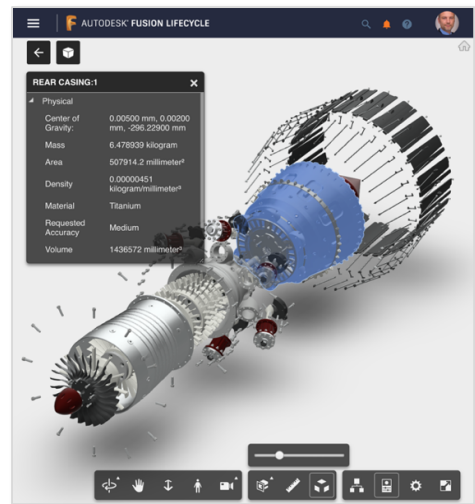 AUTODESK® FUSION LIFECYCLE
REAR CASING:1
Physical
Center of Gravity: 0.00500 mm, 0.00200 mm, -296.22900 mm
Mass 6.478939 kilogram
Area 507914.2 millimeter²
Density 0.00000451 kilogram/millimeter³
Material Titanium
Requested Accuracy Medium
Volume 1436572 millimeter³